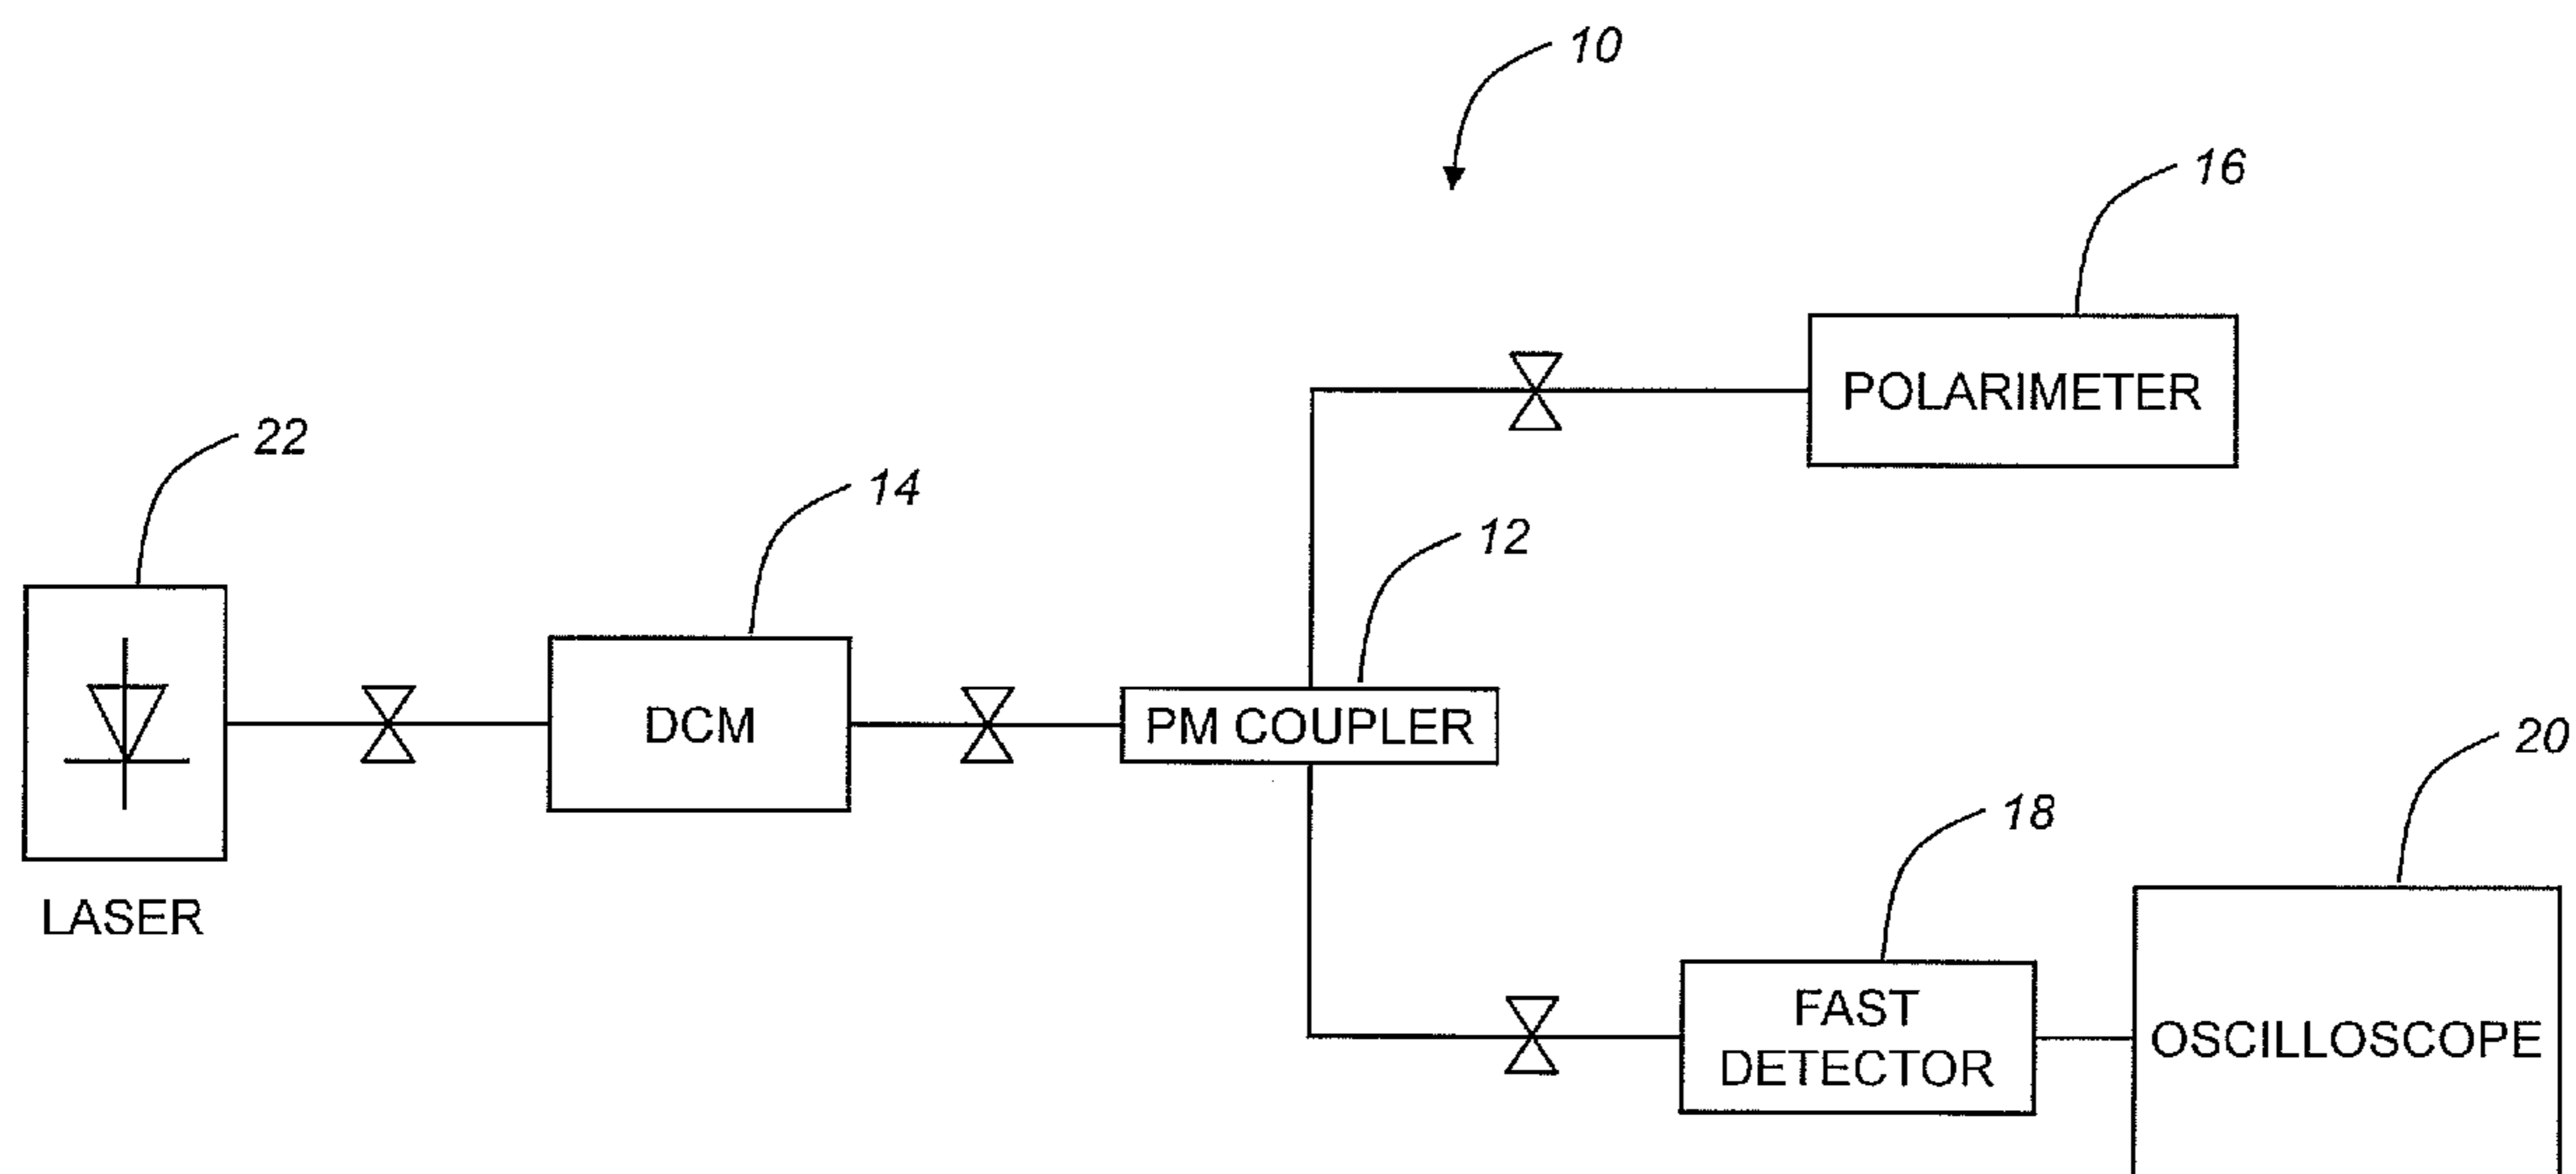 10
16
POLARIMETER
22
14
12
DCM
PM COUPLER
20
18
LASER
FAST
DETECTOR
OSCILLOSCOPE